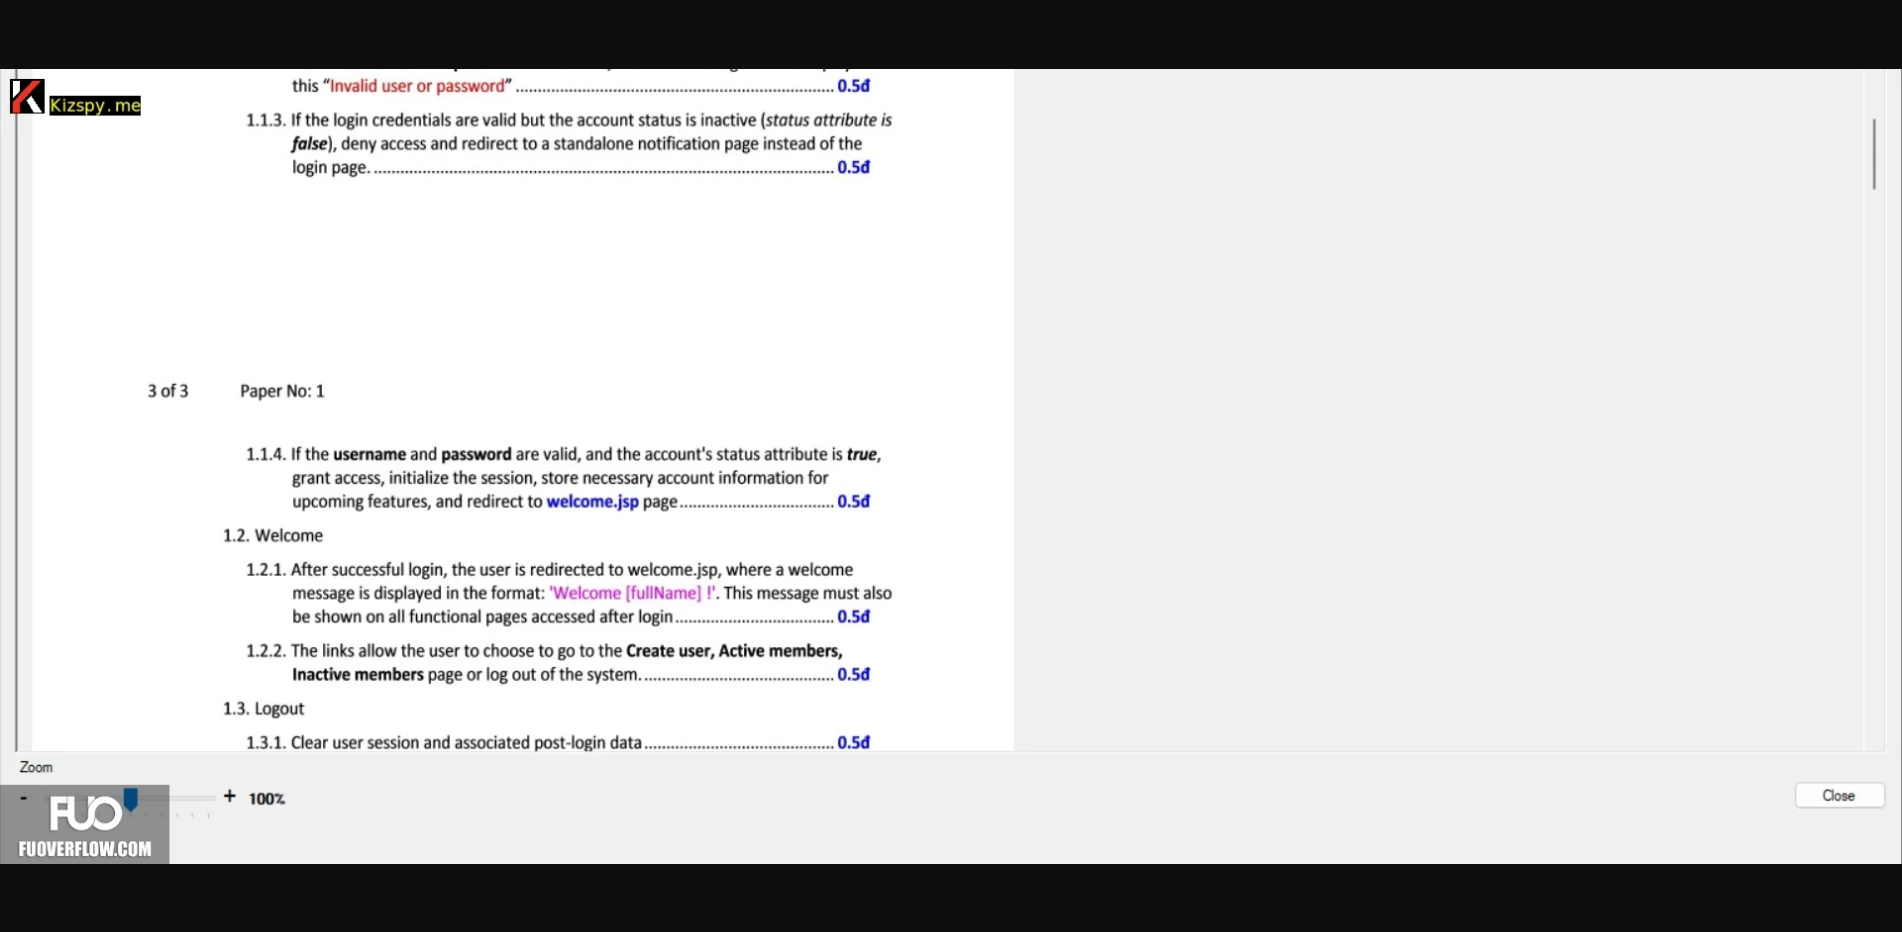 this “Invalid user or password” ........................................................................ 0.5đ
Kizspy.me
1.1.3. If the login credentials are valid but the account status is inactive (status attribute is
false), deny access and redirect to a standalone notification page instead of the
login page. ........................................................................................................ 0.5đ
3 of 3 Paper No: 1
1.1.4. If the username and password are valid, and the account's status attribute is true,
grant access, initialize the session, store necessary account information for
upcoming features, and redirect to welcome.jsp page................................... 0.5đ
1.2. Welcome
1.2.1. After successful login, the user is redirected to welcome.jsp, where a welcome
message is displayed in the format: 'Welcome [fullName] !'. This message must also
be shown on all functional pages accessed after login.................................... 0.5đ
1.2.2. The links allow the user to choose to go to the Create user, Active members,
Inactive members page or log out of the system............................................ 0.5đ
1.3. Logout
1.3.1. Clear user session and associated post-login data........................................... 0.5đ
Zoom
- + 100%
Close
FUO
FUOVERFLOW.COM